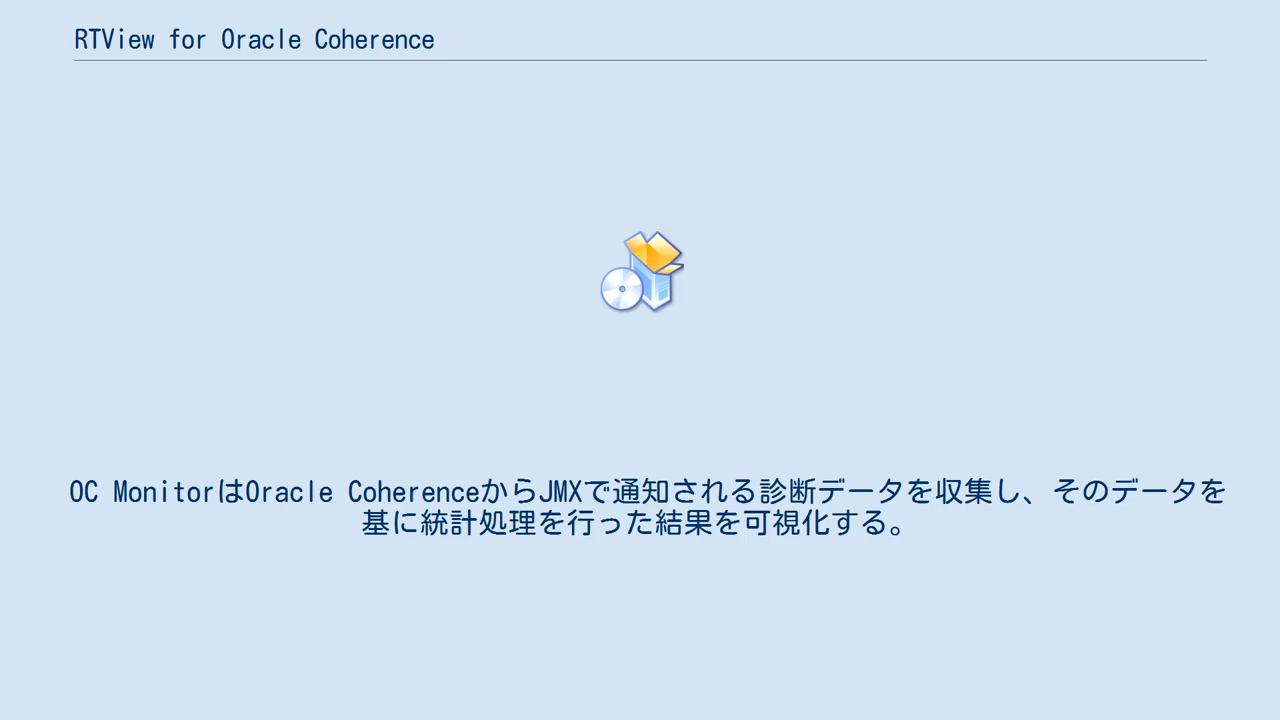 RTView for Oracle Coherence
OC MonitorはOracle CoherenceからJMXで通知される診断データを収集し、そのデータを
基に統計処理を行った結果を可視化する。